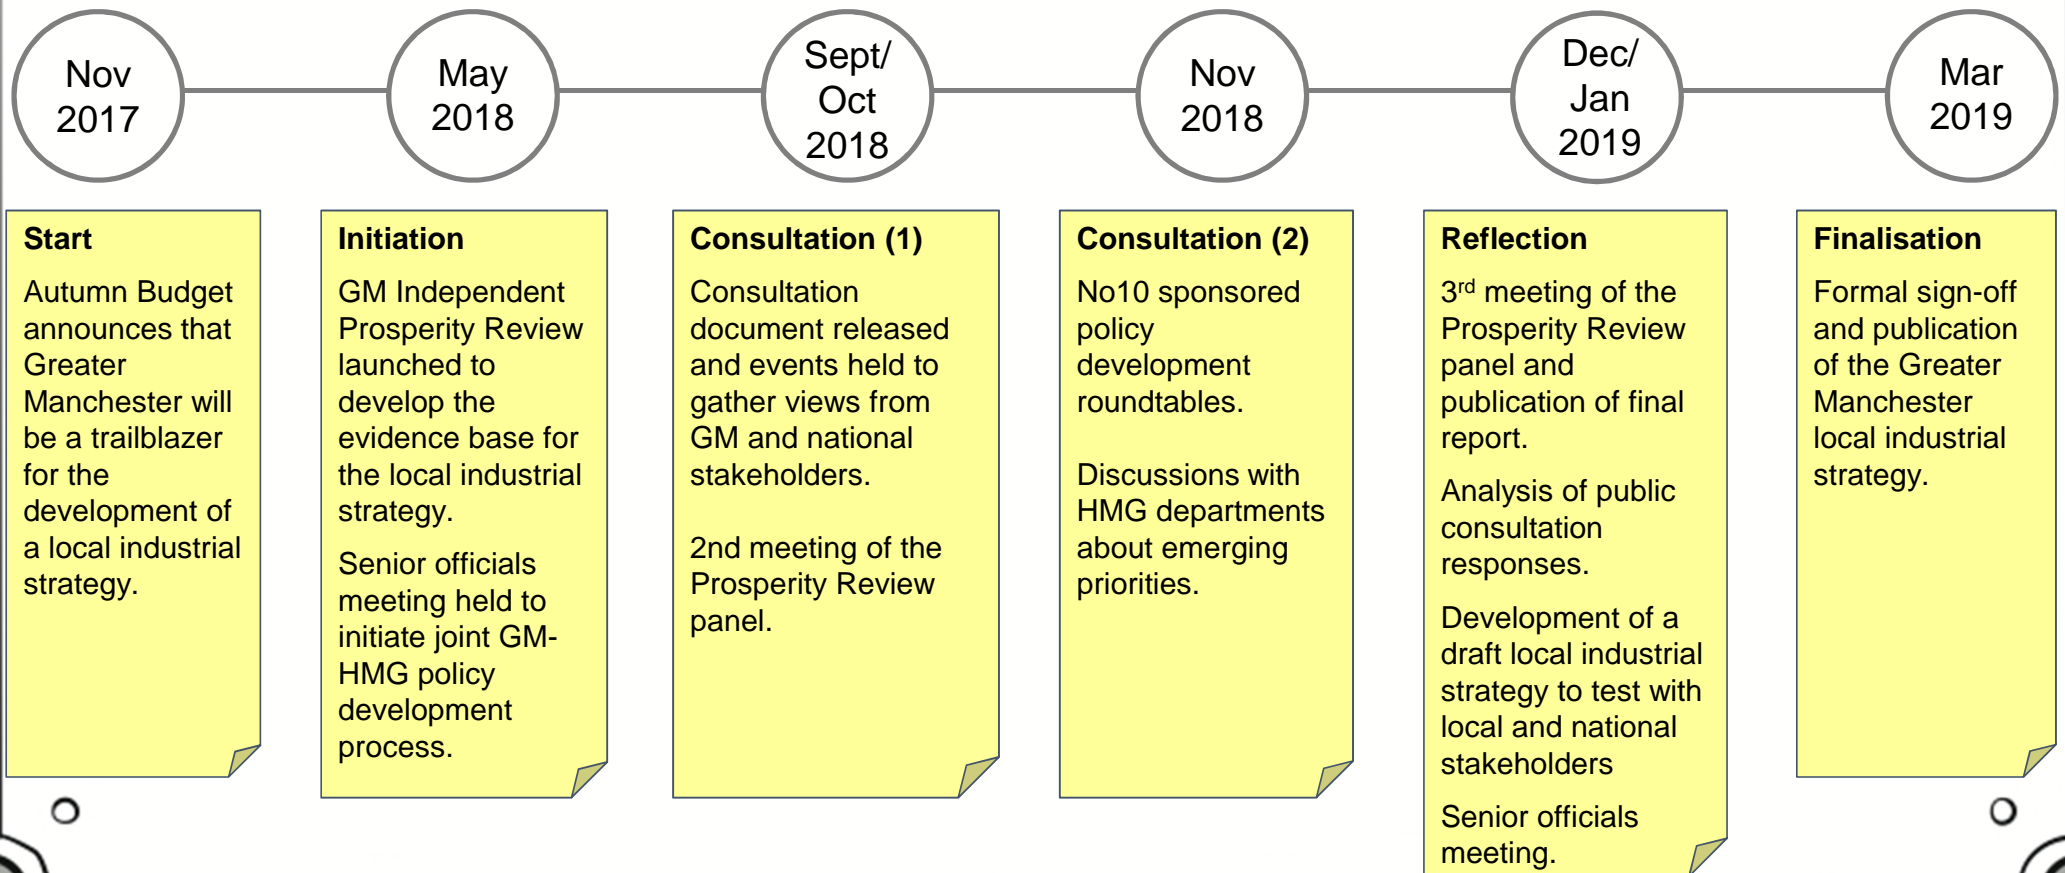 Nov
2017
May
2018
Sept/
Oct
2018
Nov
2018
Dec/
Jan
2019
Mar
2019
Start
Autumn Budget
announces that
Greater
Manchester will
be a trailblazer
for the
development of
a local industrial
strategy.
Initiation
GM Independent
Prosperity Review
launched to
develop the
evidence base for
the local industrial
strategy.
Senior officials
meeting held to
initiate joint GM-
HMG policy
development
process.
Consultation (1)
Consultation
document released
and events held to
gather views from
GM and national
stakeholders.
2nd meeting of the
Prosperity Review
panel.
Consultation (2)
No10 sponsored
policy
development
roundtables.
Discussions with
HMG departments
about emerging
priorities.
Reflection
3rd meeting of the
Prosperity Review
panel and
publication of final
report.
Analysis of public
consultation
responses.
Development of a
draft local industrial
strategy to test with
local and national
stakeholders
Senior officials
meeting.
Finalisation
Formal sign-off
and publication
of the Greater
Manchester
local industrial
strategy.